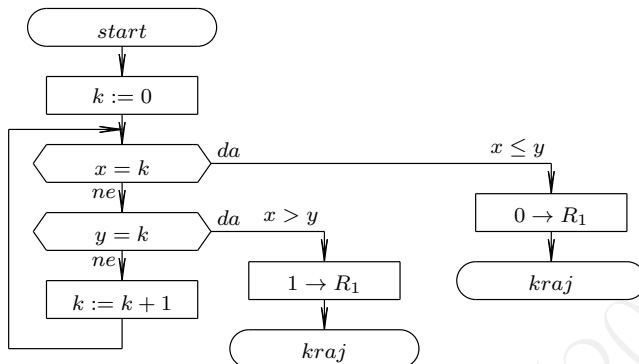 start
k := 0
x = k
da
x ≤ y
ne
0 → R₁
y = k
da
x > y
kraj
ne
1 → R₁
k := k + 1
kraj